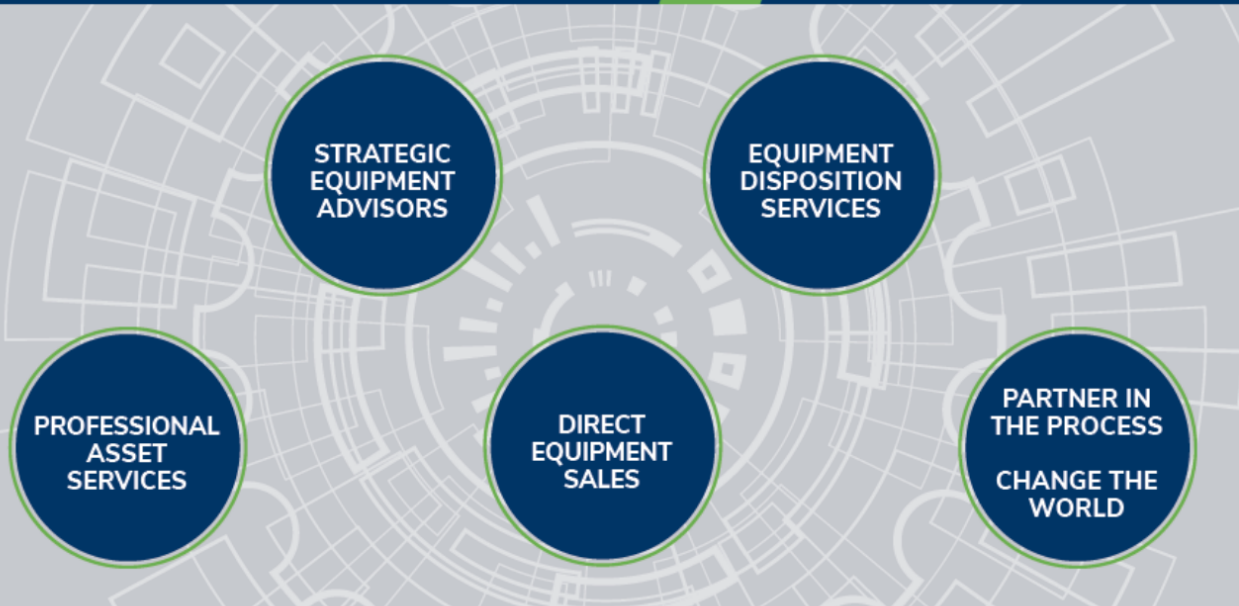 STRATEGIC
EQUIPMENT
ADVISORS
EQUIPMENT
DISPOSITION
SERVICES
PROFESSIONAL
ASSET
SERVICES
DIRECT
EQUIPMENT
SALES
PARTNER IN
THE PROCESS
CHANGE THE
WORLD